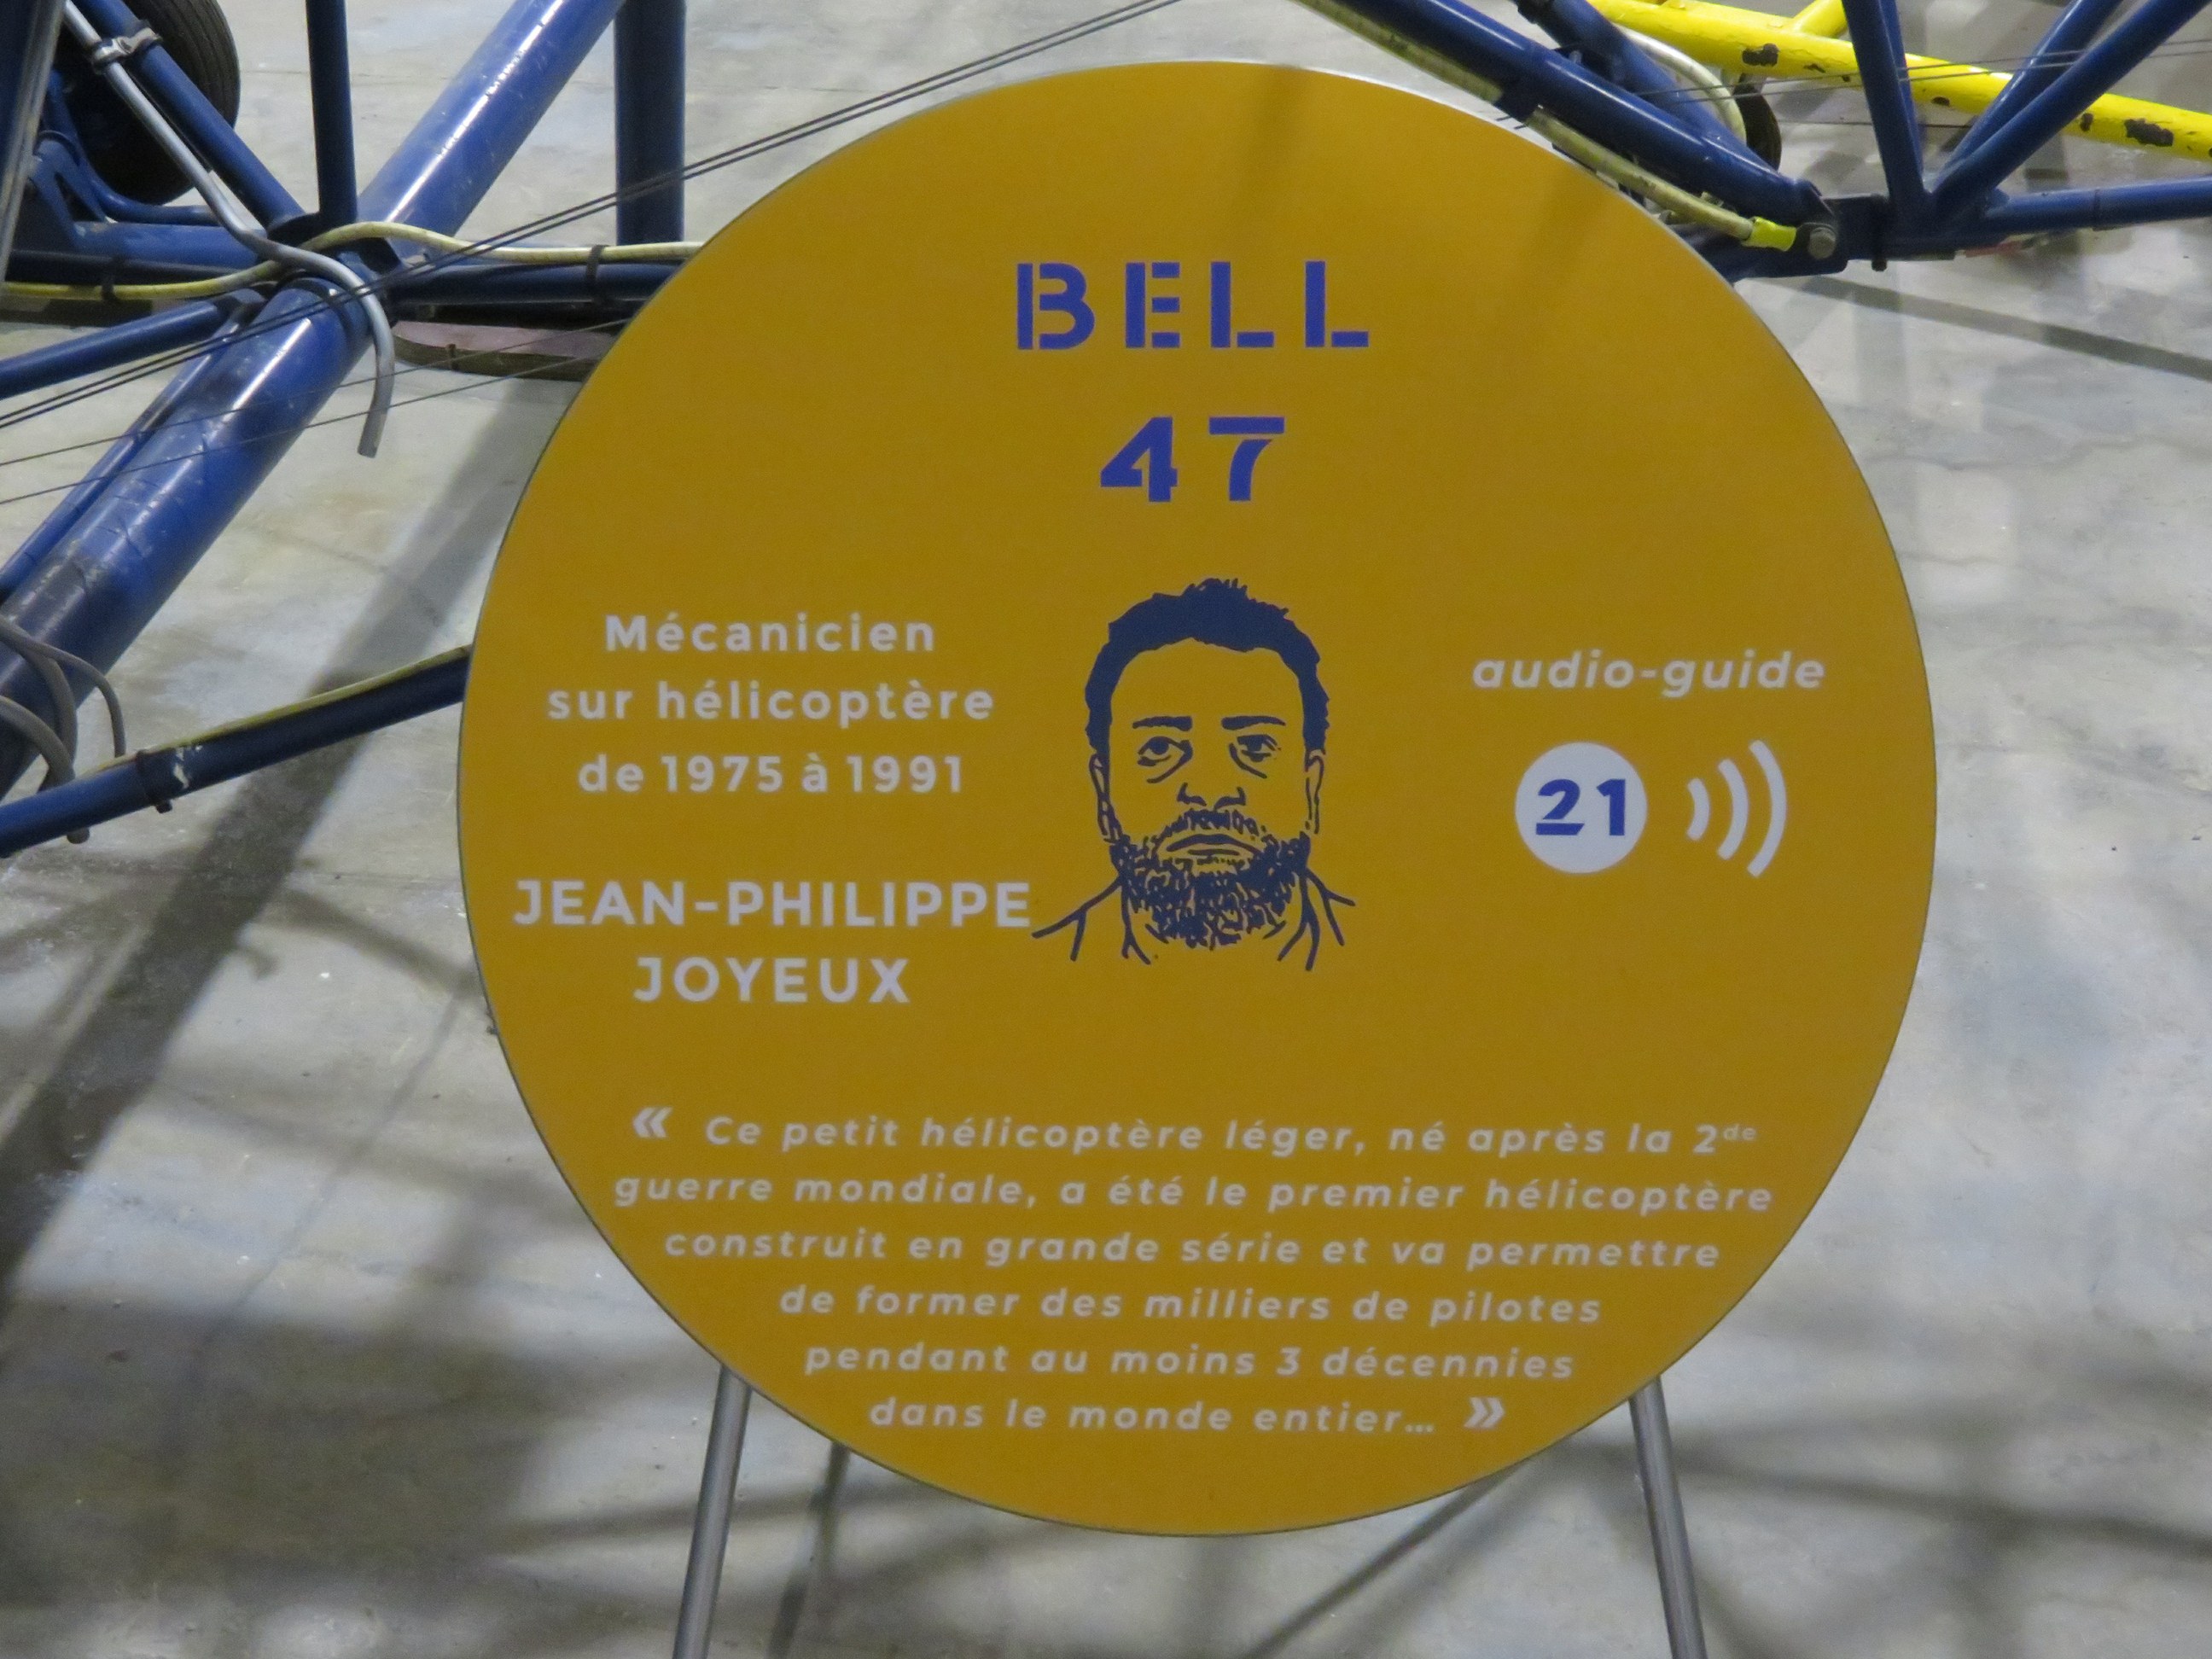 BELL
47
Mécanicien
sur hélicoptère
de 1975 à 1991
JEAN-PHILIPPE
JOYEUX
audio-guide
21
« Ce petit hélicoptère léger, né après la 2de
guerre mondiale, a été le premier hélicoptère
construit en grande série et va permettre
de former des milliers de pilotes
pendant au moins 3 décennies
dans le monde entier... »